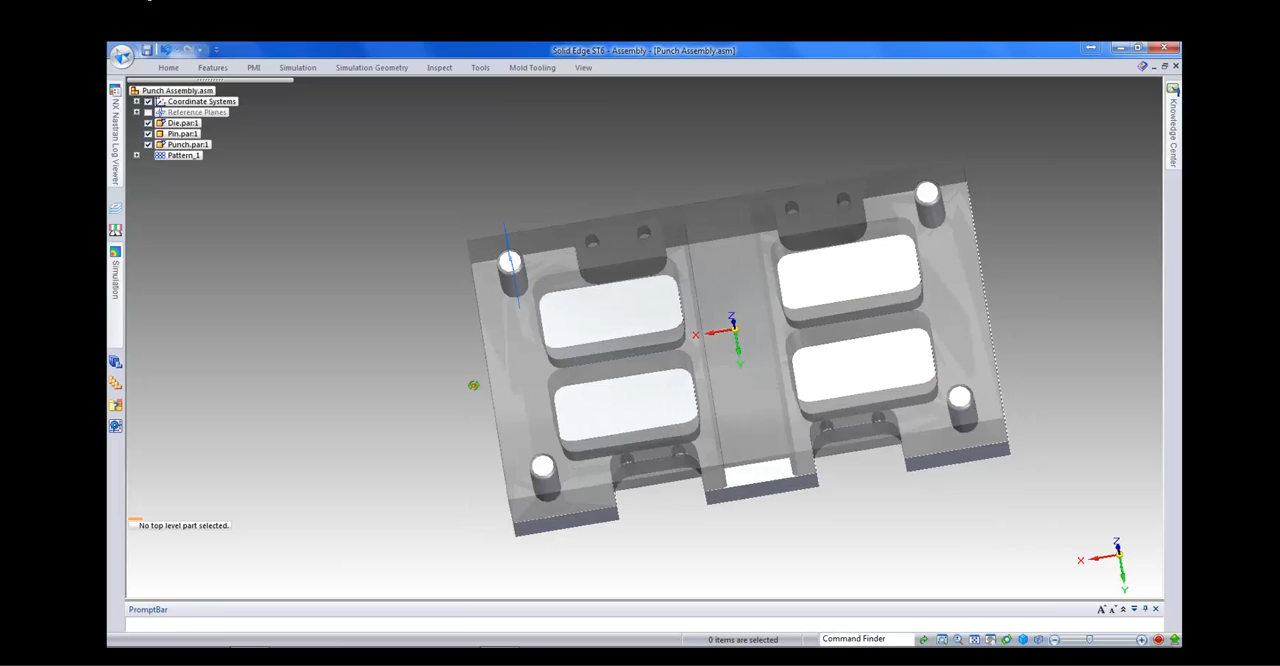 Solid Edge ST6 - Assembly - [Punch Assembly.asm]
Home Features PMI Simulation Simulation Geometry Inspect Tools Mold Tooling View
NX Nastran Log Viewer
Simulation
Punch Assembly.asm
Coordinate Systems
Reference Planes
Die.par:1
Pin.par:1
Punch.par:1
Pattern_1
Knowledge Center
Z
X
Y
No top level part selected.
Z
X
Y
PromptBar
0 items are selected
Command Finder